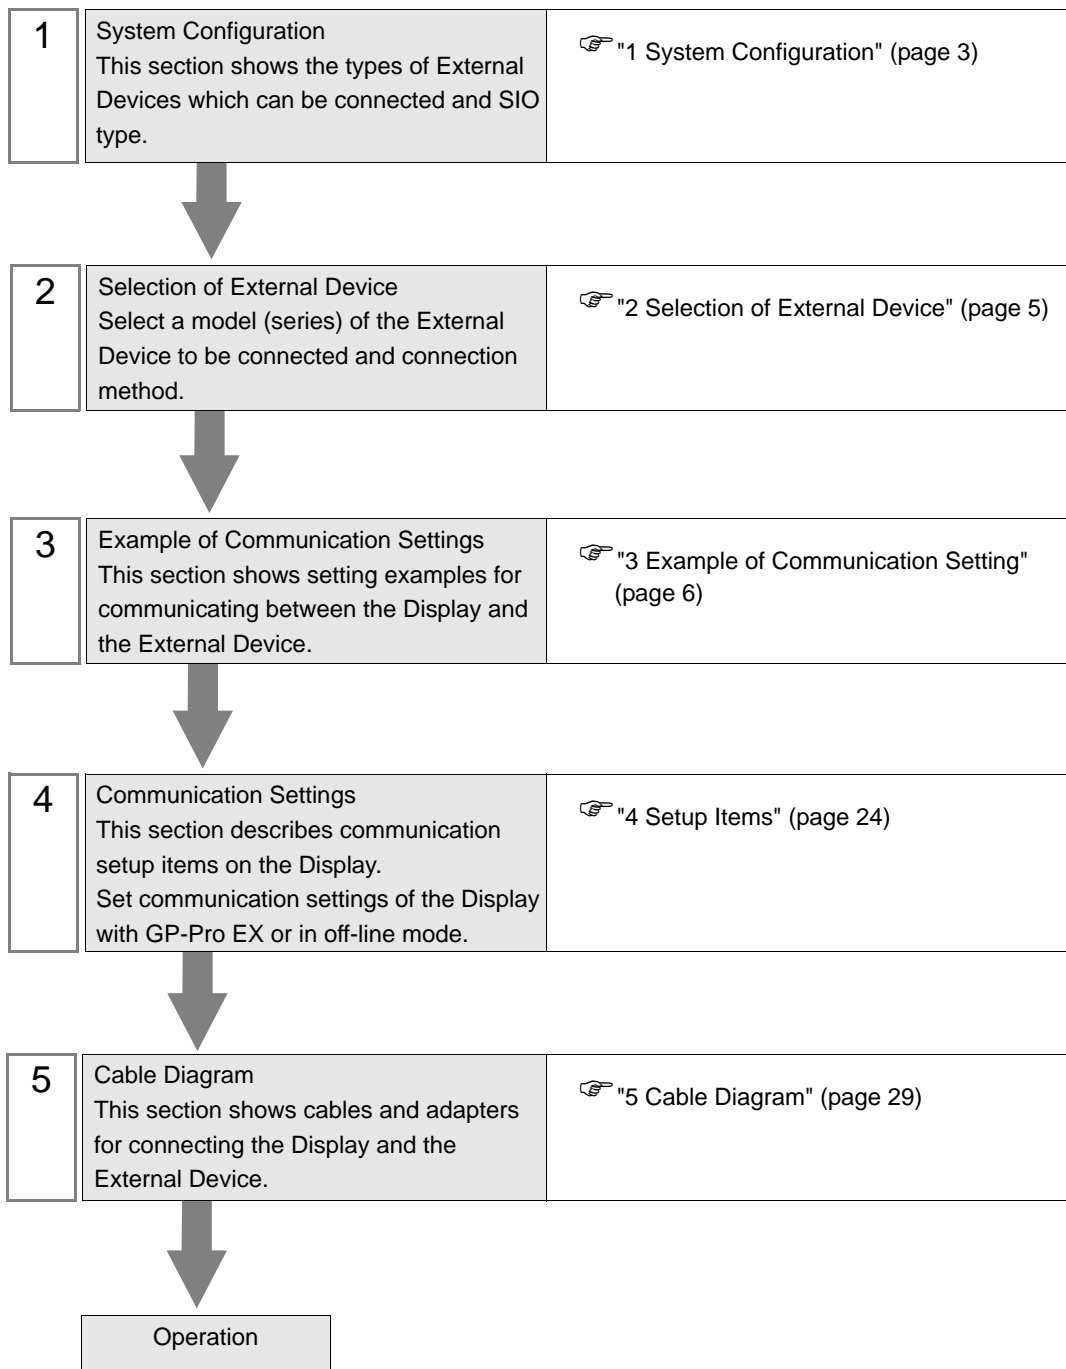 1
System Configuration
This section shows the types of External
Devices which can be connected and SIO
type.
"1 System Configuration" (page 3)
2
Selection of External Device
Select a model (series) of the External
Device to be connected and connection
method.
"2 Selection of External Device" (page 5)
3
Example of Communication Settings
This section shows setting examples for
communicating between the Display and
the External Device.
"3 Example of Communication Setting"
(page 6)
4
Communication Settings
This section describes communication
setup items on the Display.
Set communication settings of the Display
with GP-Pro EX or in off-line mode.
"4 Setup Items" (page 24)
5
Cable Diagram
This section shows cables and adapters
for connecting the Display and the
External Device.
"5 Cable Diagram" (page 29)
Operation